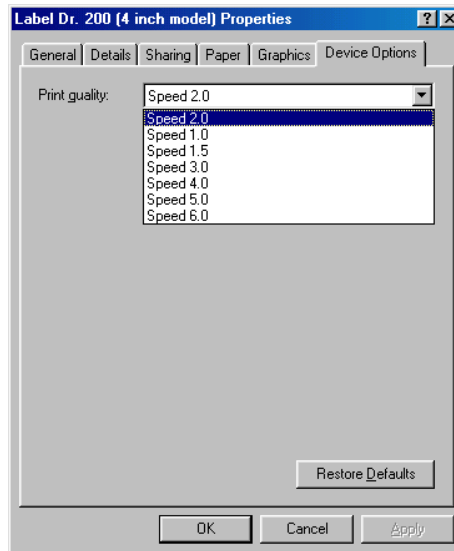 Label Dr. 200 (4 inch model) Properties
General Details Sharing Paper Graphics Device Options
Print quality: Speed 2.0
Speed 2.0
Speed 1.0
Speed 1.5
Speed 3.0
Speed 4.0
Speed 5.0
Speed 6.0
Restore Defaults
OK Cancel Apply